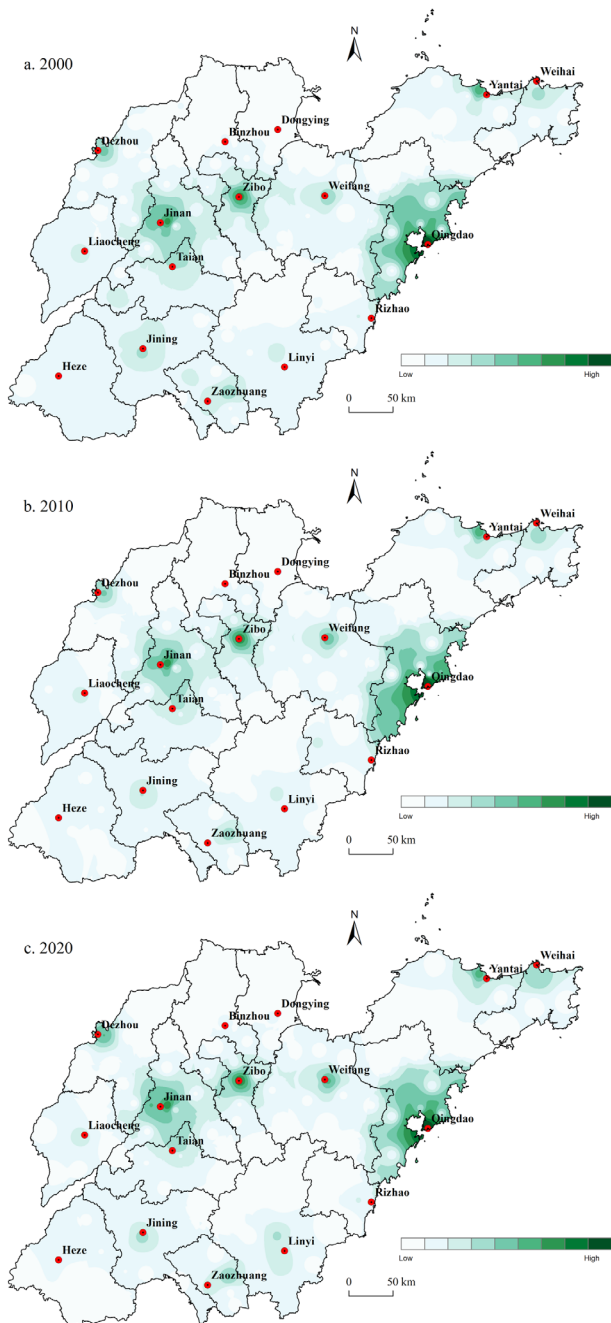 a. 2000
N
Weihai
Yantai
Dezhou
Binzhou
Dongying
Zibo
Weifang
Jinan
Liaocheng
Taian
Qingdao
Rizhao
Jining
Heze
Linyi
Zaozhuang
Low
High
0 50 km
b. 2010
N
Weihai
Yantai
Dezhou
Binzhou
Dongying
Zibo
Weifang
Jinan
Liaocheng
Taian
Qingdao
Rizhao
Jining
Heze
Linyi
Zaozhuang
Low
High
0 50 km
c. 2020
N
Weihai
Yantai
Dezhou
Binzhou
Dongying
Zibo
Weifang
Jinan
Liaocheng
Taian
Qingdao
Rizhao
Jining
Heze
Linyi
Zaozhuang
Low
High
0 50 km